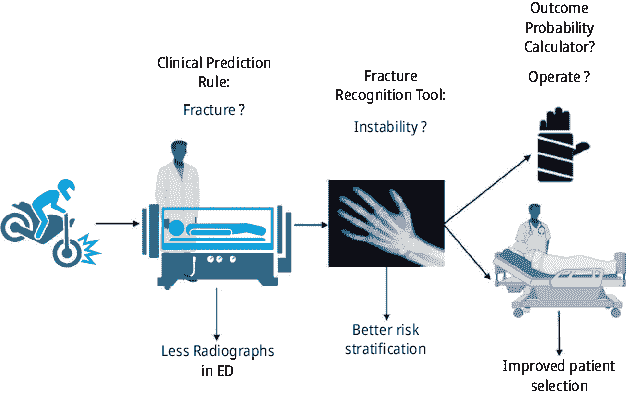 Clinical Prediction
Rule:
Fracture ?
Less Radiographs
in ED
Fracture
Recognition Tool:
Instability ?
Better risk
stratification
Outcome
Probability
Calculator?
Operate ?
Improved patient
selection